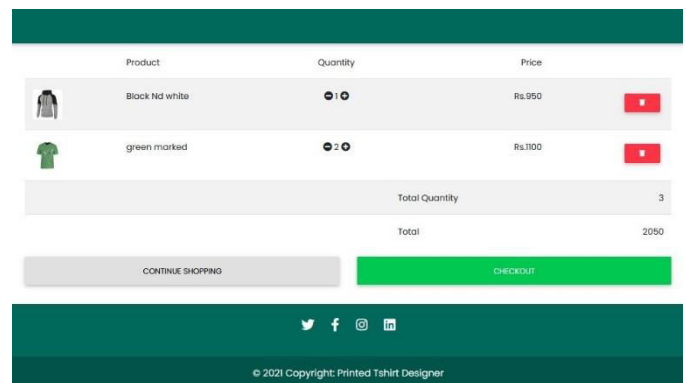 Product Quantity Price
Black Nd white 1 Rs.950
green marked 2 Rs.1100
Total Quantity 3
Total 2050
CONTINUE SHOPPING CHECKOUT
© 2021 Copyright: Printed Tshirt Designer